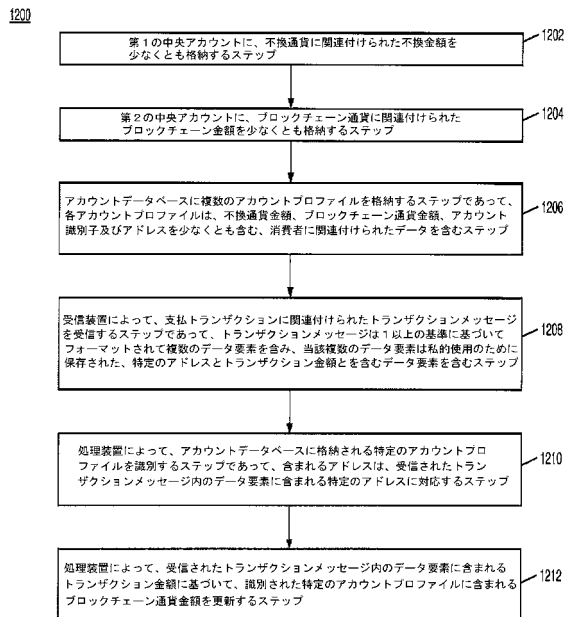 1200
第1の中央アカウントに、不換通貨に関連付けられた不換金額を
少なくとも格納するステップ
1202
第2の中央アカウントに、ブロックチェーン通貨に関連付けられた
ブロックチェーン金額を少なくとも格納するステップ
1204
アカウントデータベースに複数のアカウントプロファイルを格納するステップであって、
各アカウントプロファイルは、不換通貨金額、ブロックチェーン通貨金額、アカウント
識別子及びアドレスを少なくとも含む、消費者に関連付けられたデータを含むステップ
1206
受信装置によって、支払トランザクションに関連付けられたトランザクションメッセージ
を受信するステップであって、トランザクションメッセージは1以上の基準に基づいて
フォーマットされて複数のデータ要素を含み、当該複数のデータ要素は私的使用のために
保存された、特定のアドレスとトランザクション金額とを含むデータ要素を含むステップ
1208
処理装置によって、アカウントデータベースに格納される特定のアカウントプロ
ファイルを識別するステップであって、含まれるアドレスは、受信されたトラン
ザクションメッセージ内のデータ要素に含まれる特定のアドレスに対応するステップ
1210
処理装置によって、受信されたトランザクションメッセージ内のデータ要素に含まれる
トランザクション金額に基づいて、識別された特定のアカウントプロファイルに含まれる
ブロックチェーン通貨金額を更新するステップ
1212